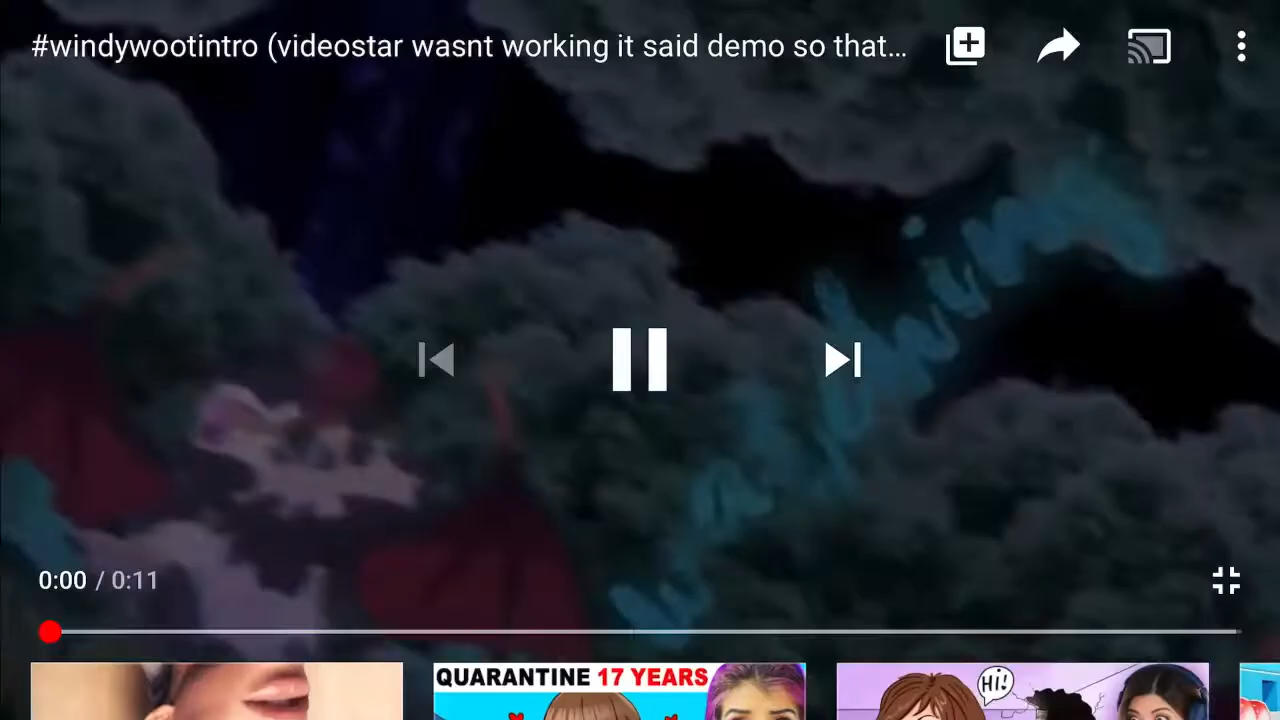 #windywootintro (videostar wasnt working it said demo so that...
0:00 / 0:11
QUARANTINE 17 YEARS
Hi!